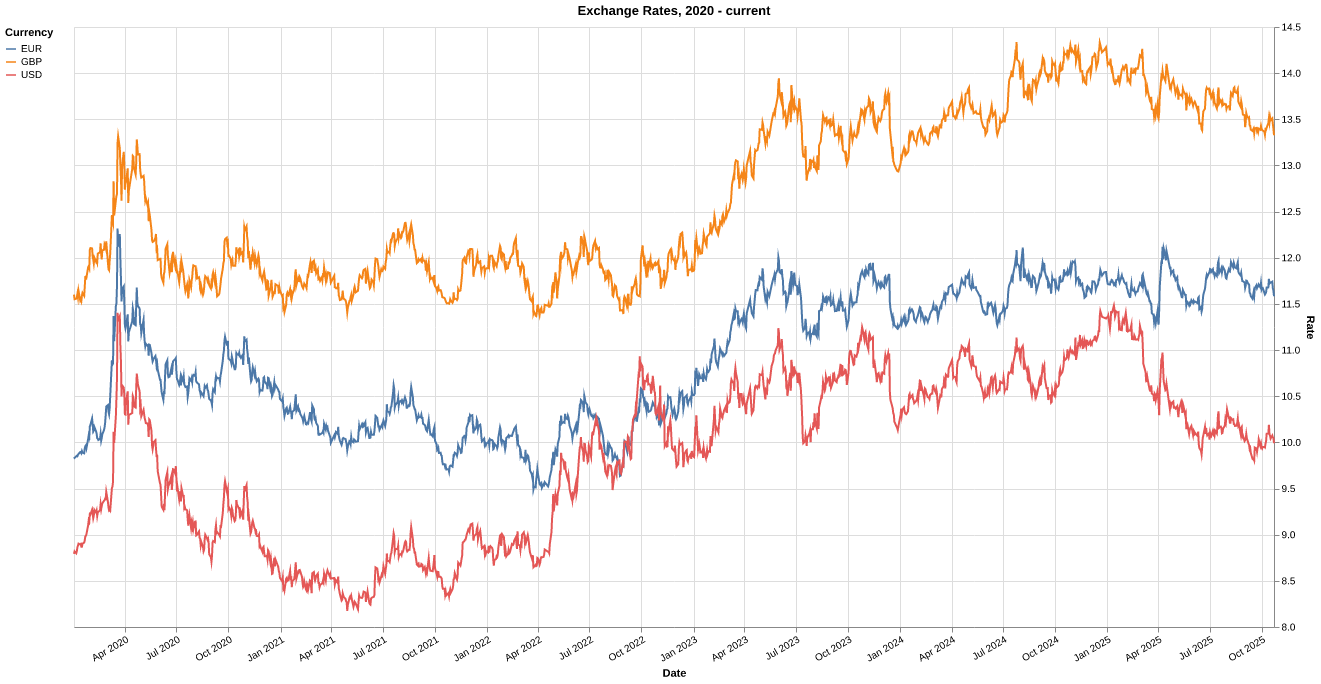 Exchange Rates, 2020 - current
Currency
EUR
GBP
USD
14.5
14.0
13.5
13.0
12.5
12.0
11.5
11.0
10.5
10.0
9.5
9.0
8.5
8.0
Rate
Apr 2020
Jul 2020
Oct 2020
Jan 2021
Apr 2021
Jul 2021
Oct 2021
Jan 2022
Apr 2022
Jul 2022
Oct 2022
Jan 2023
Apr 2023
Jul 2023
Oct 2023
Jan 2024
Apr 2024
Jul 2024
Oct 2024
Jan 2025
Apr 2025
Jul 2025
Oct 2025
Date